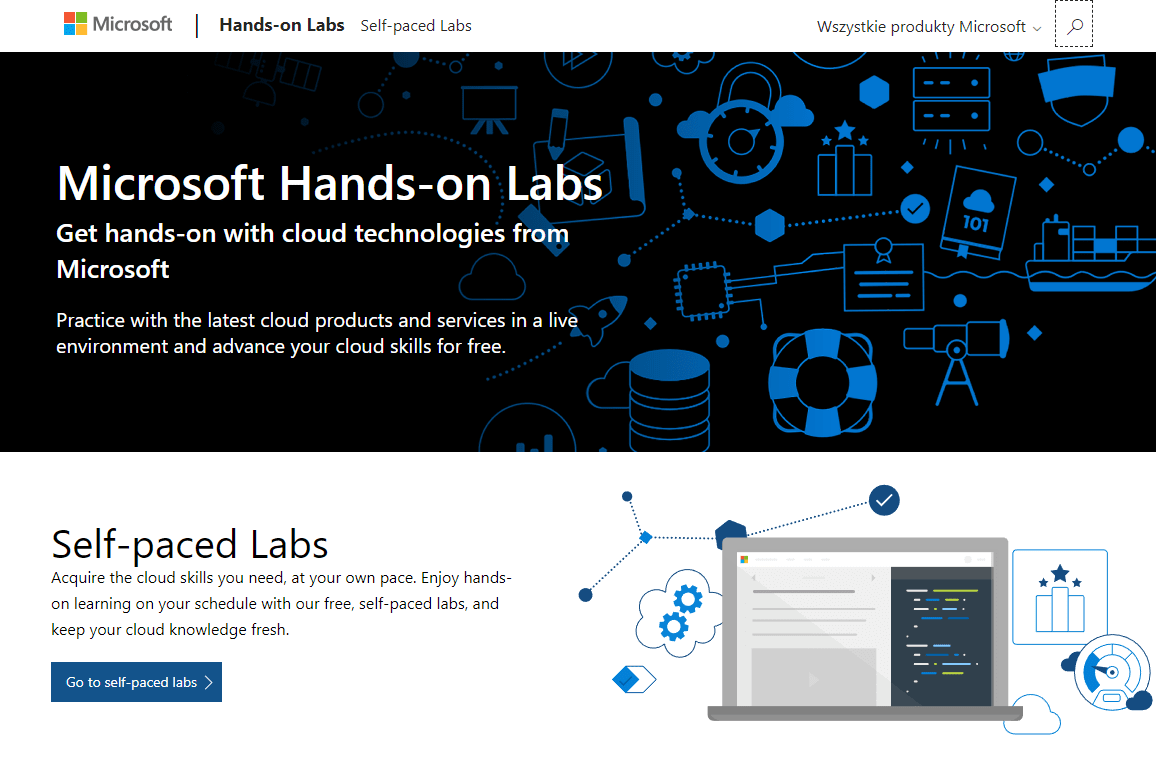 Microsoft Hands-on Labs Self-paced Labs Wszystkie produkty Microsoft
Microsoft Hands-on Labs
Get hands-on with cloud technologies from
Microsoft
Practice with the latest cloud products and services in a live
environment and advance your cloud skills for free.
101
Self-paced Labs
Acquire the cloud skills you need, at your own pace. Enjoy hands-
on learning on your schedule with our free, self-paced labs, and
keep your cloud knowledge fresh.
Go to self-paced labs